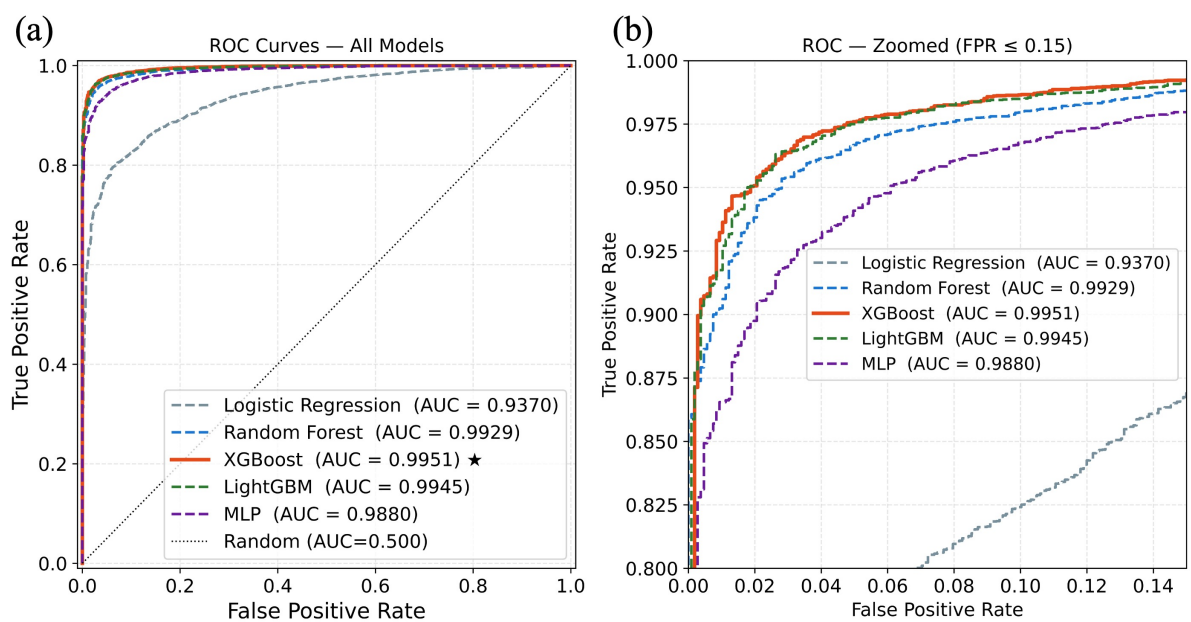 (a)
ROC Curves — All Models
1.0
0.8
0.6
0.4
0.2
0.0
True Positive Rate
Logistic Regression (AUC = 0.9370)
Random Forest (AUC = 0.9929)
XGBoost (AUC = 0.9951) ★
LightGBM (AUC = 0.9945)
MLP (AUC = 0.9880)
Random (AUC=0.500)
0.0 0.2 0.4 0.6 0.8 1.0
False Positive Rate
(b)
ROC — Zoomed (FPR ≤ 0.15)
1.000
0.975
0.950
0.925
0.900
0.875
0.850
0.825
0.800
True Positive Rate
Logistic Regression (AUC = 0.9370)
Random Forest (AUC = 0.9929)
XGBoost (AUC = 0.9951)
LightGBM (AUC = 0.9945)
MLP (AUC = 0.9880)
0.00 0.02 0.04 0.06 0.08 0.10 0.12 0.14
False Positive Rate